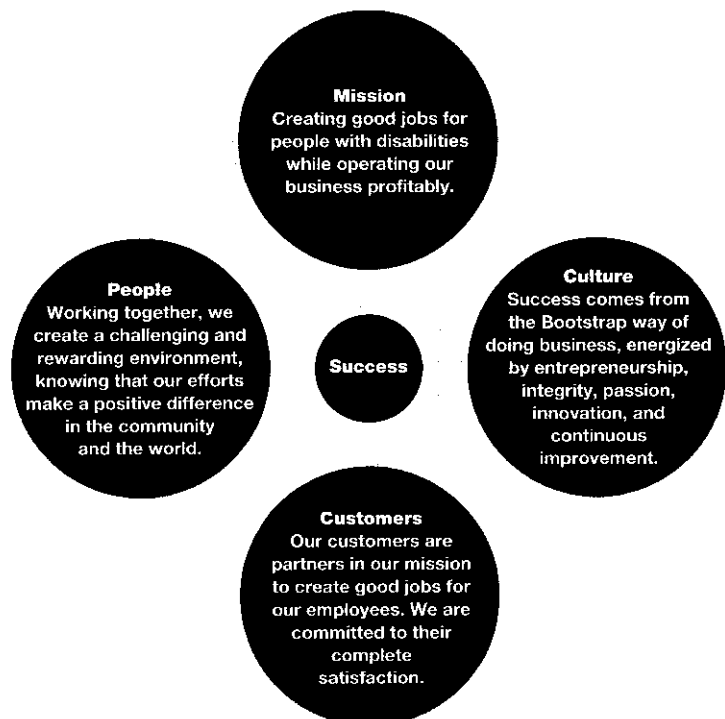 Mission
Creating good jobs for
people with disabilities
while operating our
business profitably.
People
Working together, we
create a challenging and
rewarding environment,
knowing that our efforts
make a positive difference
in the community
and the world.
Success
Culture
Success comes from
the Bootstrap way of
doing business, energized
by entrepreneurship,
integrity, passion,
innovation, and
continuous
improvement.
Customers
Our customers are
partners in our mission
to create good jobs for
our employees. We are
committed to their
complete
satisfaction.